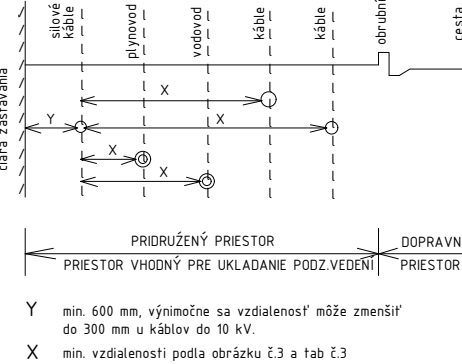 silové
káble
plynovod
vodovod
káble
káble
obrubní
cesta
čiara zastavania
X
Y
X
X
X
PRIDRUŽENÝ PRIESTOR
DOPRAVN
PRIESTOR VHODNÝ PRE UKLADANIE PODZ.VEDENÍ
PRIESTOR
Y min. 600 mm, výnimočne sa vzdialenosť môže zmenšiť
do 300 mm u káblov do 10 kV.
X min. vzdialenosti podla obrázku č.3 a tab č.3